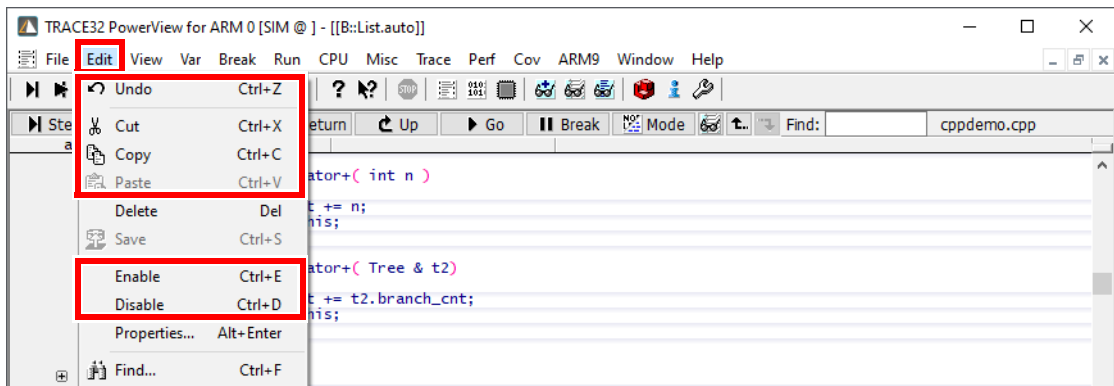 TRACE32 PowerView for ARM 0 [SIM @ ] - [[B::List.auto]]
File Edit View Var Break Run CPU Misc Trace Perf Cov ARM9 Window Help
Undo Ctrl+Z
Ste eturn Up Go Break Mode Find: cppdemo.cpp
Cut Ctrl+X
Copy Ctrl+C
Paste Ctrl+V ator+( int n )
Delete Del t += n;
his;
Save Ctrl+S
Enable Ctrl+E ator+( Tree & t2)
Disable Ctrl+D t += t2.branch_cnt;
his;
Properties... Alt+Enter
Find... Ctrl+F